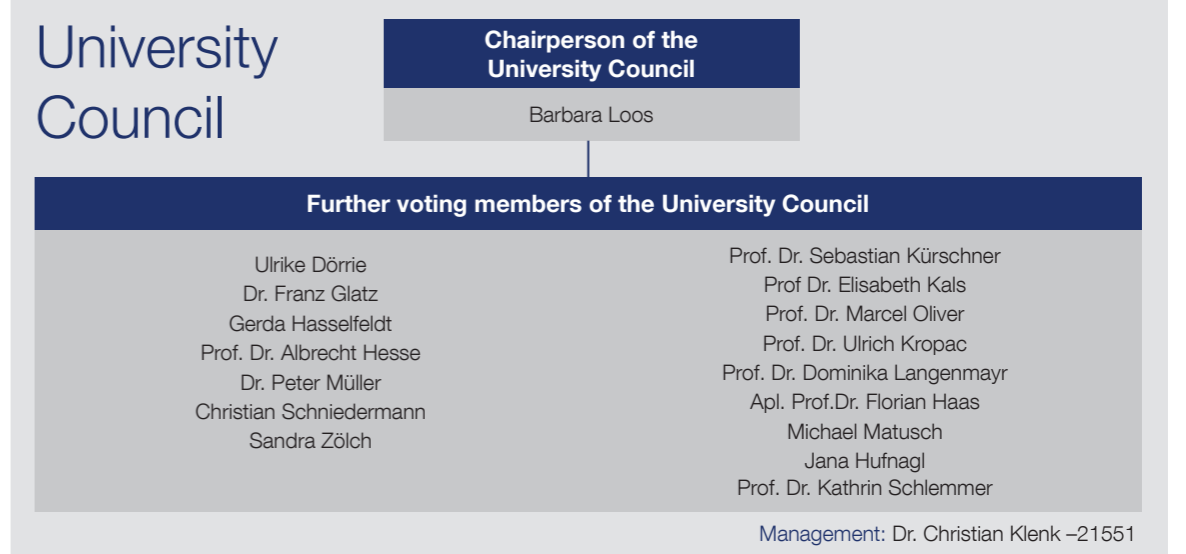 University
Council
Chairperson of the
University Council
Barbara Loos
Further voting members of the University Council
Ulrike Dörrie
Dr. Franz Glatz
Gerda Hasselfeldt
Prof. Dr. Albrecht Hesse
Dr. Peter Müller
Christian Schniedermann
Sandra Zölch
Prof. Dr. Sebastian Kürschner
Prof Dr. Elisabeth Kals
Prof. Dr. Marcel Oliver
Prof. Dr. Ulrich Kropac
Prof. Dr. Dominika Langenmayr
Apl. Prof.Dr. Florian Haas
Michael Matusch
Jana Hufnagl
Prof. Dr. Kathrin Schlemmer
Management: Dr. Christian Klenk –21551